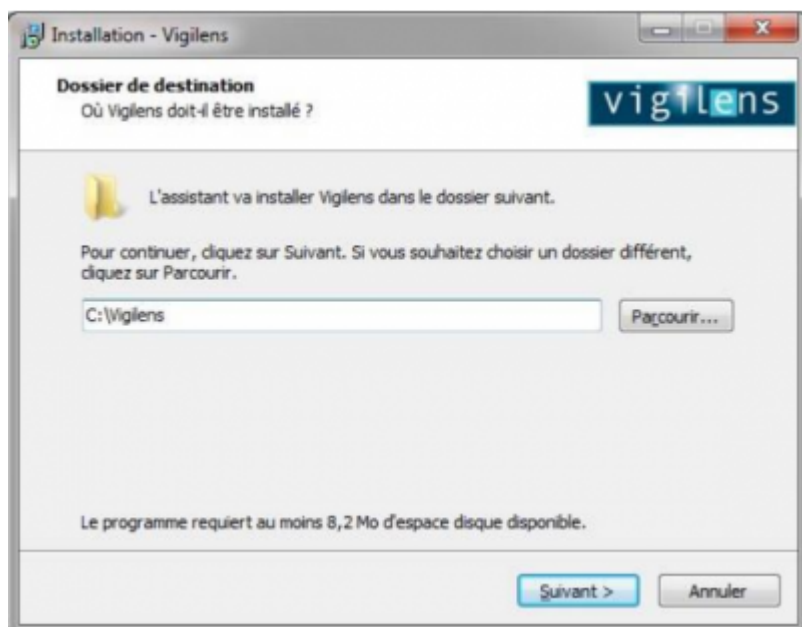 Installation - Vigilens
Dossier de destination
Où Vigilens doit-il être installé ?
vigilens
L'assistant va installer Vigilens dans le dossier suivant.
Pour continuer, cliquez sur Suivant. Si vous souhaitez choisir un dossier différent,
cliquez sur Parcourir.
C:\Vigilens
Parcourir...
Le programme requiert au moins 8,2 Mo d'espace disque disponible.
Suivant >
Annuler